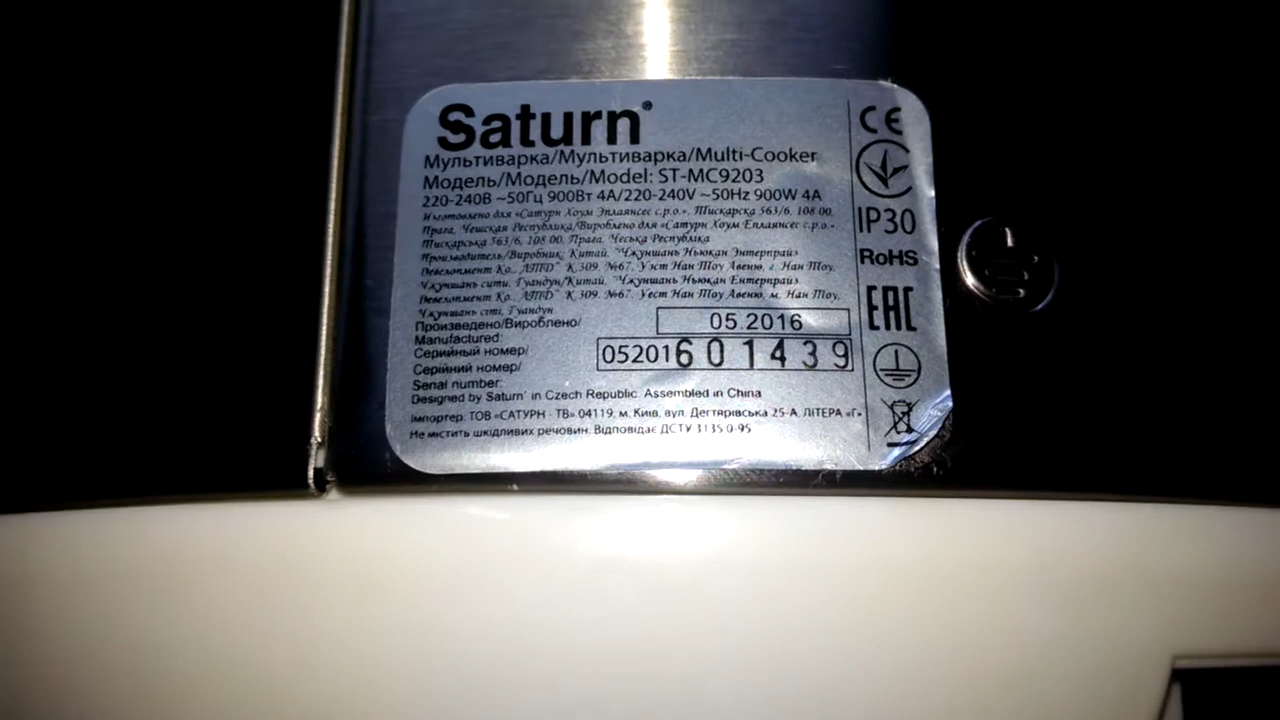 Saturn®
Мультиварка/Мультиварка/Multi-Cooker
Модель/Модель/Model: ST-MC9203
220-240В ~50Гц 900Вт 4А/220-240V ~50Hz 900W 4A
Изготовлено для «Сатурн Хоум Эплаянсес с.р.о.», Тискарска 563/6, 108 00,
Прага, Чешская Республика/Вироблено для «Сатурн Хоум Еплаянсес с.р.о.»,
Тискарська 563/6, 108 00, Прага, Чеська Республіка
Производитель/Виробник: Китай, "Чжуншань Ньюкан Энтерпрайз
Девелопмент Ко., ЛТД" К.309, №67, Уэст Нан Тоу Авеню, г. Нан Тоу,
Чжуншань сити, Гуандун/Китай, "Чжуншань Ньюкан Ентерпрайз
Девелопмент Ко., ЛТД" К.309, №67, Уест Нан Тоу Авеню, м. Нан Тоу,
Чжуншань сіті, Гуандун
Произведено/Вироблено/
Manufactured:
05.2016
Серийный номер/
Серійний номер/
Serial number:
05201601439
Designed by Saturn® in Czech Republic. Assembled in China
Імпортер: ТОВ «САТУРН - ТВ» 04119, м. Київ, вул. Дегтярівська 25-А, ЛІТЕРА «Г»
Не містить шкідливих речовин. Відповідає ДСТУ 3135.0-95
CE
IP30
RoHS
EAC